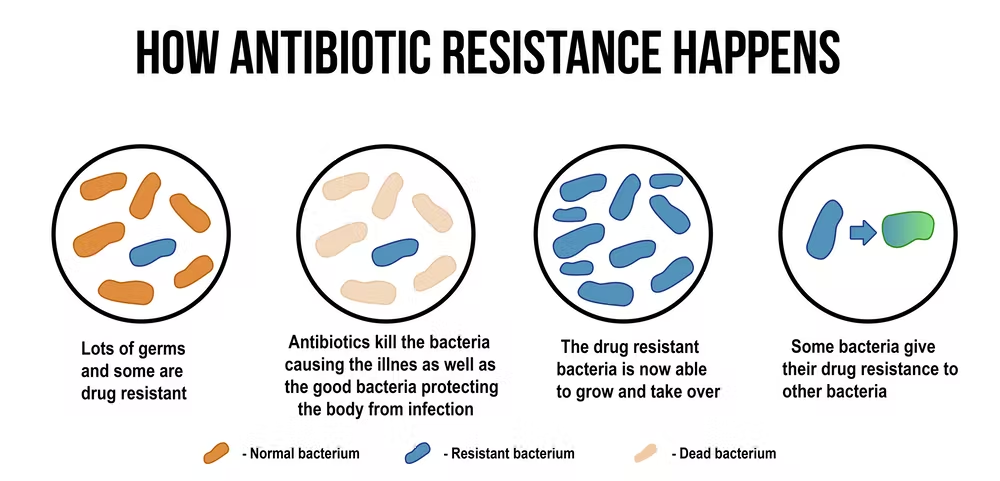 HOW ANTIBIOTIC RESISTANCE HAPPENS
Lots of germs
and some are
drug resistant
Antibiotics kill the bacteria
causing the illnes as well as
the good bacteria protecting
the body from infection
The drug resistant
bacteria is now able
to grow and take over
Some bacteria give
their drug resistance to
other bacteria
- Normal bacterium
- Resistant bacterium
- Dead bacterium